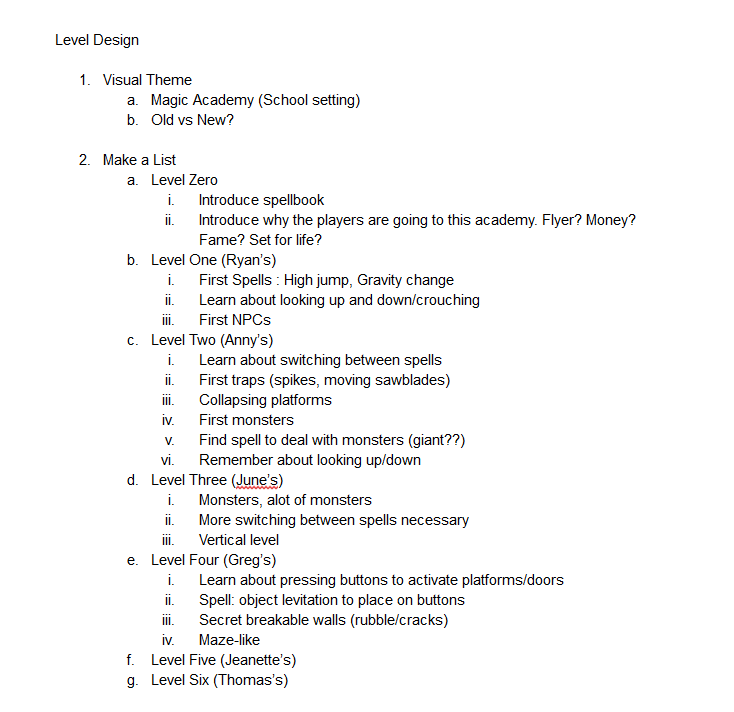 Level Design
1. Visual Theme
a. Magic Academy (School setting)
b. Old vs New?
2. Make a List
a. Level Zero
i. Introduce spellbook
ii. Introduce why the players are going to this academy. Flyer? Money?
Fame? Set for life?
b. Level One (Ryan's)
i. First Spells : High jump, Gravity change
ii. Learn about looking up and down/crouching
iii. First NPCs
c. Level Two (Anny's)
i. Learn about switching between spells
ii. First traps (spikes, moving sawblades)
iii. Collapsing platforms
iv. First monsters
v. Find spell to deal with monsters (giant??)
vi. Remember about looking up/down
d. Level Three (June's)
i. Monsters, alot of monsters
ii. More switching between spells necessary
iii. Vertical level
e. Level Four (Greg's)
i. Learn about pressing buttons to activate platforms/doors
ii. Spell: object levitation to place on buttons
iii. Secret breakable walls (rubble/cracks)
iv. Maze-like
f. Level Five (Jeanette's)
g. Level Six (Thomas's)